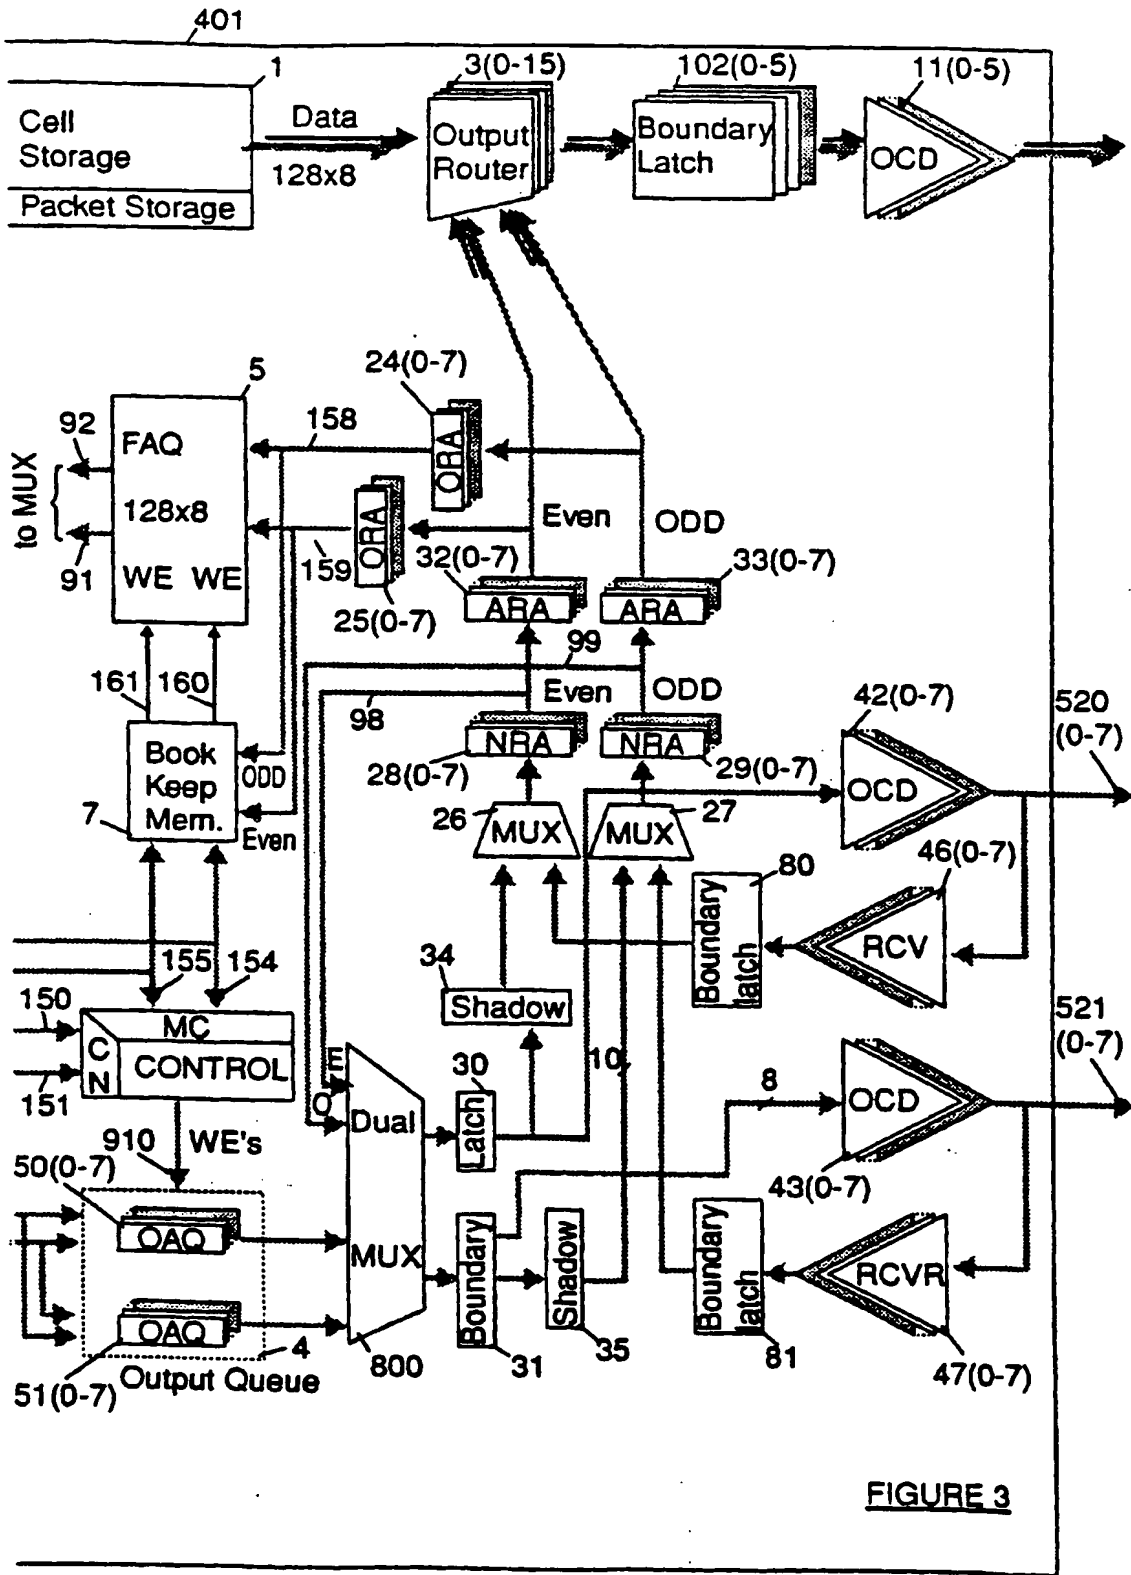 401
1
3(0-15)
102(0-5)
11(0-5)
Cell
Storage
Packet Storage
Data
128x8
Output
Router
Boundary
Latch
OCD
5
24(0-7)
92
158
FAQ
ORA
to MUX
128x8
ORA
Even
ODD
91
WE WE
159
32(0-7)
33(0-7)
25(0-7)
ARA
ARA
99
161
160
Even
ODD
98
42(0-7)
520
(0-7)
NRA
NRA
Book
Keep
Mem.
ODD
28(0-7)
29(0-7)
OCD
7
26
27
MUX
MUX
Even
46(0-7)
80
Boundary
latch
RCV
155
154
34
150
Shadow
521
(0-7)
MC
C
N
CONTROL
151
E
O
10
30
8
OCD
Dual
Latch
910
WE's
50(0-7)
43(0-7)
OAQ
MUX
Boundary
Shadow
Boundary
latch
RCVR
OAQ
4
800
31
35
81
47(0-7)
Output Queue
51(0-7)
FIGURE 3